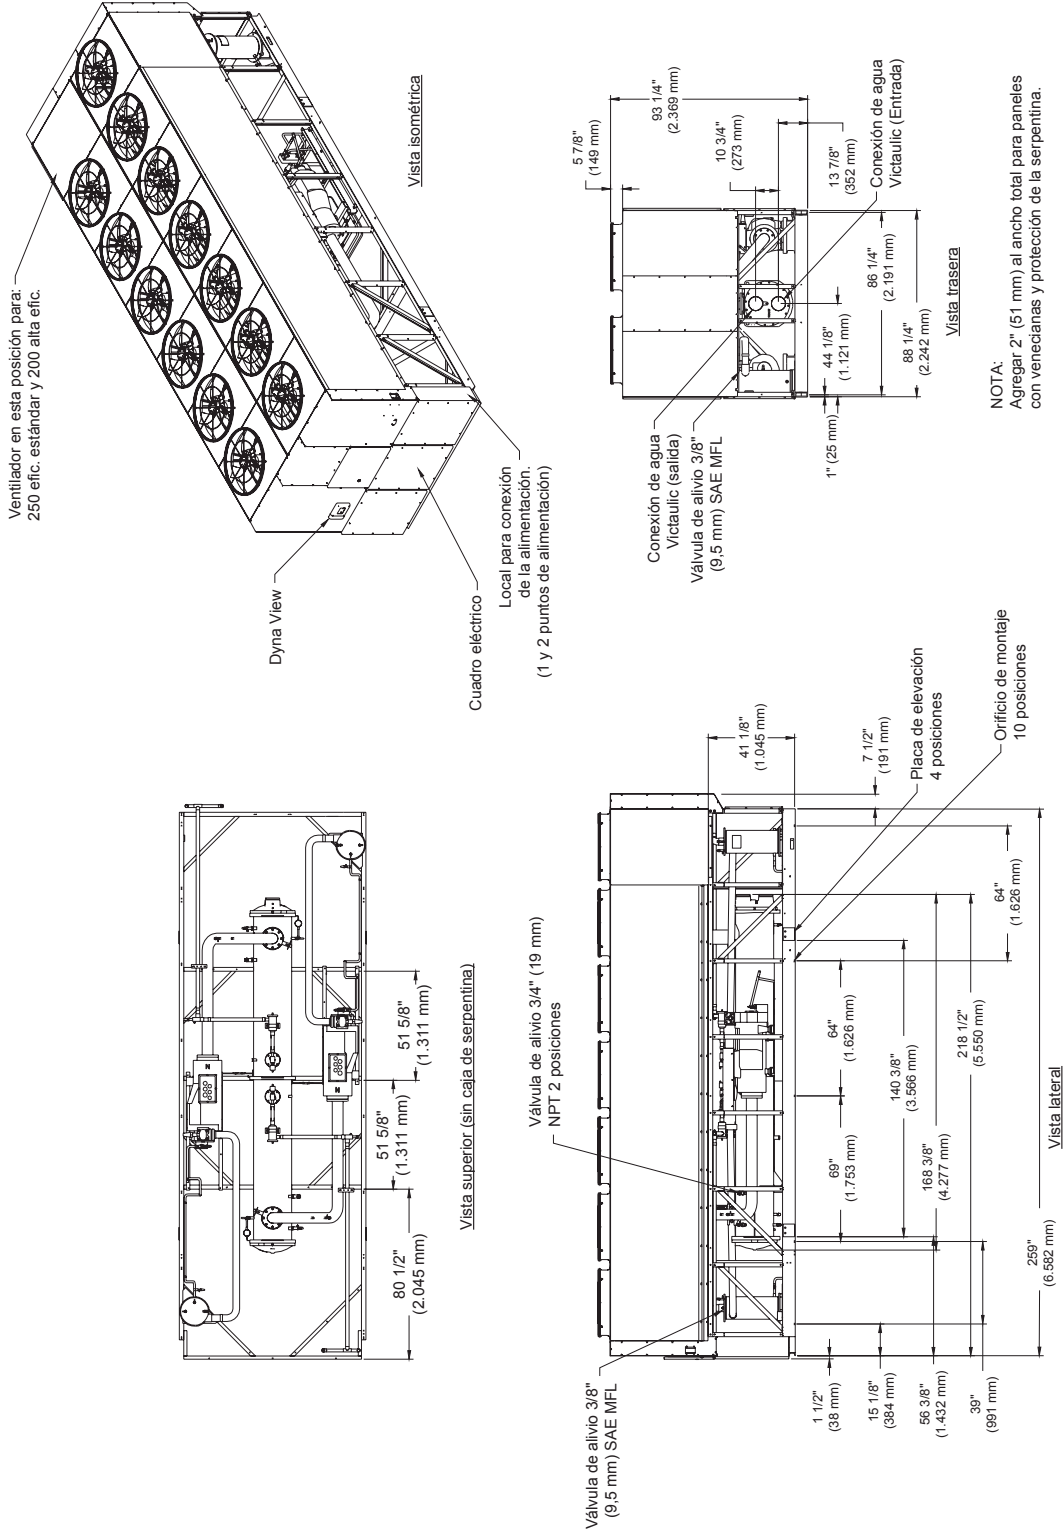 Ventilador en esta posición para:
250 efic. estándar y 200 alta efic.
Dyna View
Cuadro eléctrico
Local para conexión
de la alimentación.
(1 y 2 puntos de alimentación)
Vista isométrica
80 1/2"
(2.045 mm)
51 5/8"
(1.311 mm)
51 5/8"
(1.311 mm)
Vista superior (sin caja de serpentina)
Conexión de agua
Victaulic (salida)
Válvula de alivio 3/8"
(9,5 mm) SAE MFL
5 7/8"
(149 mm)
93 1/4"
(2.369 mm)
10 3/4"
(273 mm)
13 7/8"
(352 mm)
Conexión de agua
Victaulic (Entrada)
1" (25 mm)
44 1/8"
(1.121 mm)
86 1/4"
(2.191 mm)
88 1/4"
(2.242 mm)
Vista trasera
NOTA:
Agregar 2" (51 mm) al ancho total para paneles
con venecianas y protección de la serpentina.
Válvula de alivio 3/4" (19 mm)
NPT 2 posiciones
Válvula de alivio 3/8"
(9,5 mm) SAE MFL
41 1/8"
(1.045 mm)
7 1/2"
(191 mm)
Placa de elevación
4 posiciones
Orificio de montaje
10 posiciones
1 1/2"
(38 mm)
15 1/8"
(384 mm)
56 3/8"
(1.432 mm)
39"
(991 mm)
69"
(1.753 mm)
64"
(1.626 mm)
64"
(1.626 mm)
140 3/8"
(3.566 mm)
168 3/8"
(4.277 mm)
218 1/2"
(5.550 mm)
259"
(6.582 mm)
Vista lateral